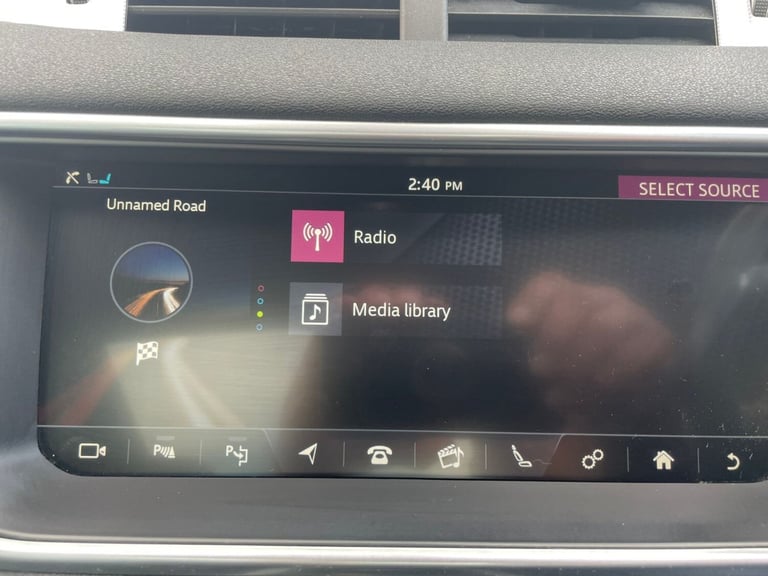 2:40 PM
SELECT SOURCE
Unnamed Road
Radio
Media library
P
P